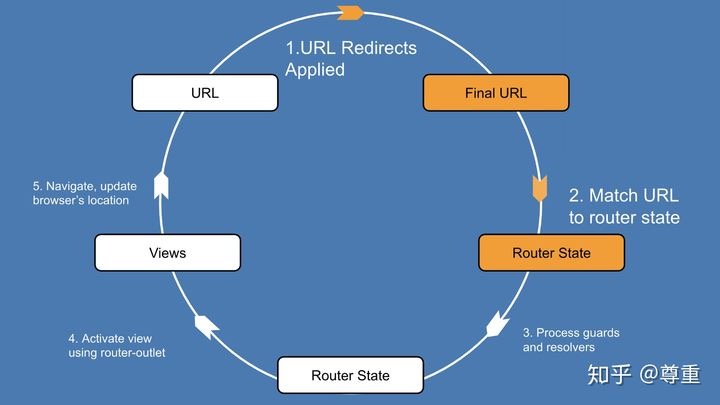 1.URL Redirects
Applied
URL
Final URL
5. Navigate, update
browser's location
2. Match URL
to router state
Views
Router State
4. Activate view
using router-outlet
3. Process guards
and resolvers
Router State
知乎 @尊重